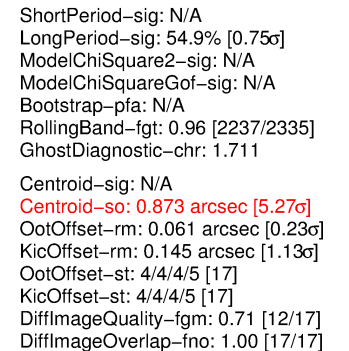 ShortPeriod−sig: N/A
LongPeriod−sig: 54.9% [0.75σ]
ModelChiSquare2−sig: N/A
ModelChiSquareGof−sig: N/A
Bootstrap−pfa: N/A
RollingBand−fgt: 0.96 [2237/2335]
GhostDiagnostic−chr: 1.711
Centroid−sig: N/A
Centroid−so: 0.873 arcsec [5.27σ]
OotOffset−rm: 0.061 arcsec [0.23σ]
KicOffset−rm: 0.145 arcsec [1.13σ]
OotOffset−st: 4/4/4/5 [17]
KicOffset−st: 4/4/4/5 [17]
DiffImageQuality−fgm: 0.71 [12/17]
DiffImageOverlap−fno: 1.00 [17/17]